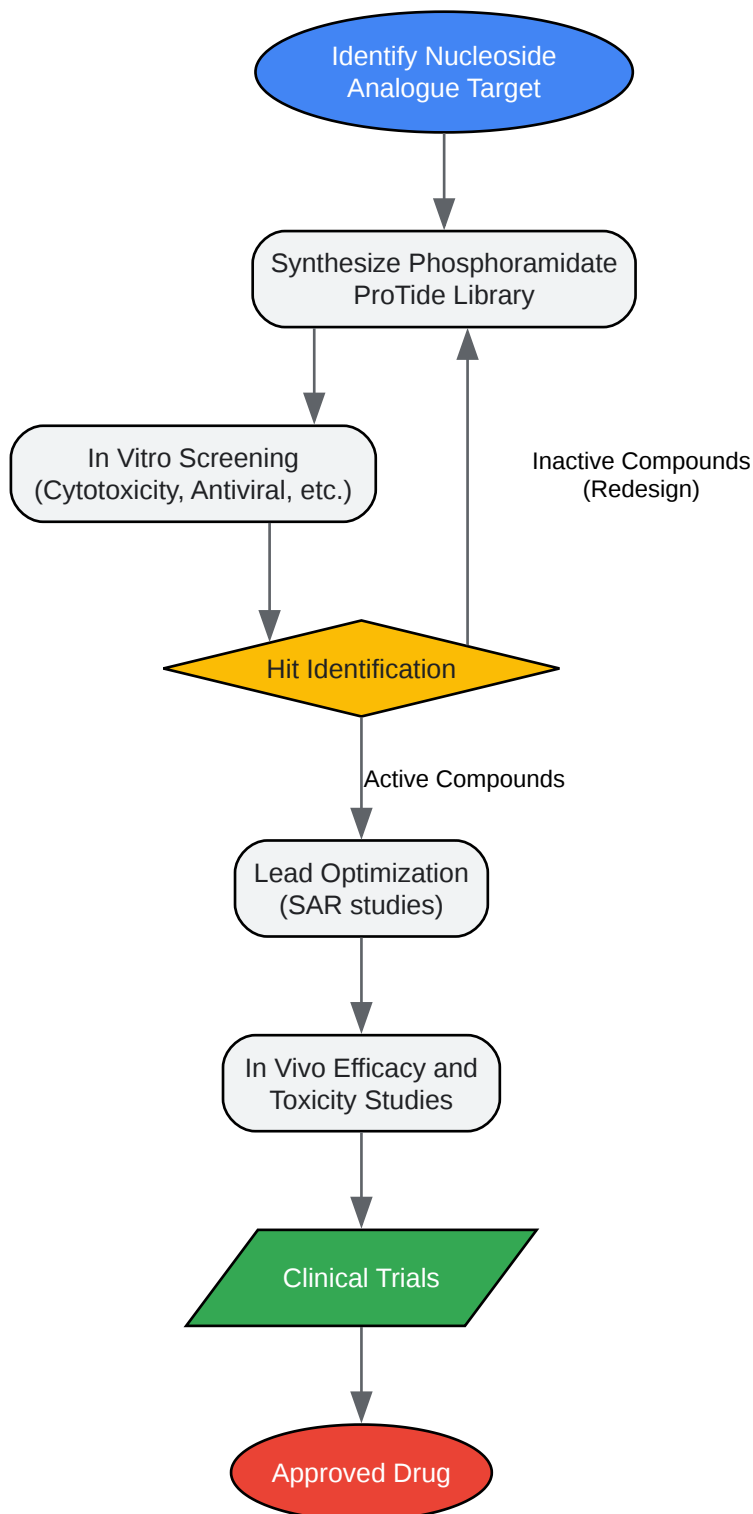 Identify Nucleoside
Analogue Target
Synthesize Phosphoramidate
ProTide Library
In Vitro Screening
(Cytotoxicity, Antiviral, etc.)
Inactive Compounds
(Redesign)
Hit Identification
Active Compounds
Lead Optimization
(SAR studies)
In Vivo Efficacy and
Toxicity Studies
Clinical Trials
Approved Drug